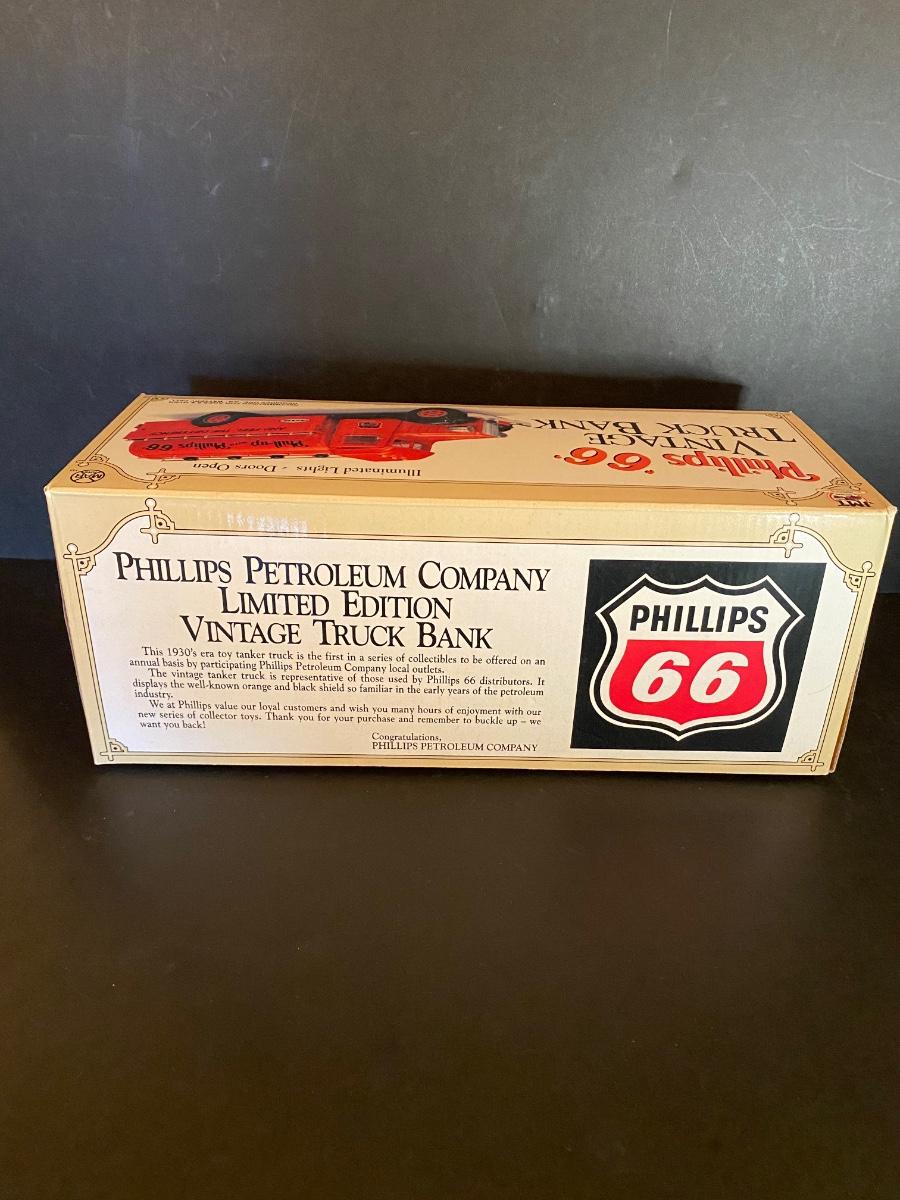 PHILLIPS PETROLEUM COMPANY
LIMITED EDITION
VINTAGE TRUCK BANK
This 1930's era toy tanker truck is the first in a series of collectibles to be offered on an
annual basis by participating Phillips Petroleum Company local outlets.
The vintage tanker truck is representative of those used by Phillips 66 distributors. It
displays the well-known orange and black shield so familiar in the early years of the petroleum
industry.
We at Phillips value our loyal customers and wish you many hours of enjoyment with our
new series of collector toys. Thank you for your purchase and remember to buckle up – we
want you back!
Congratulations,
PHILLIPS PETROLEUM COMPANY
PHILLIPS
66
Phillips "66"
VINTAGE
TRUCK BANK
Illuminated Lights - Doors Open
Phill-up with Phillips 66
JMT